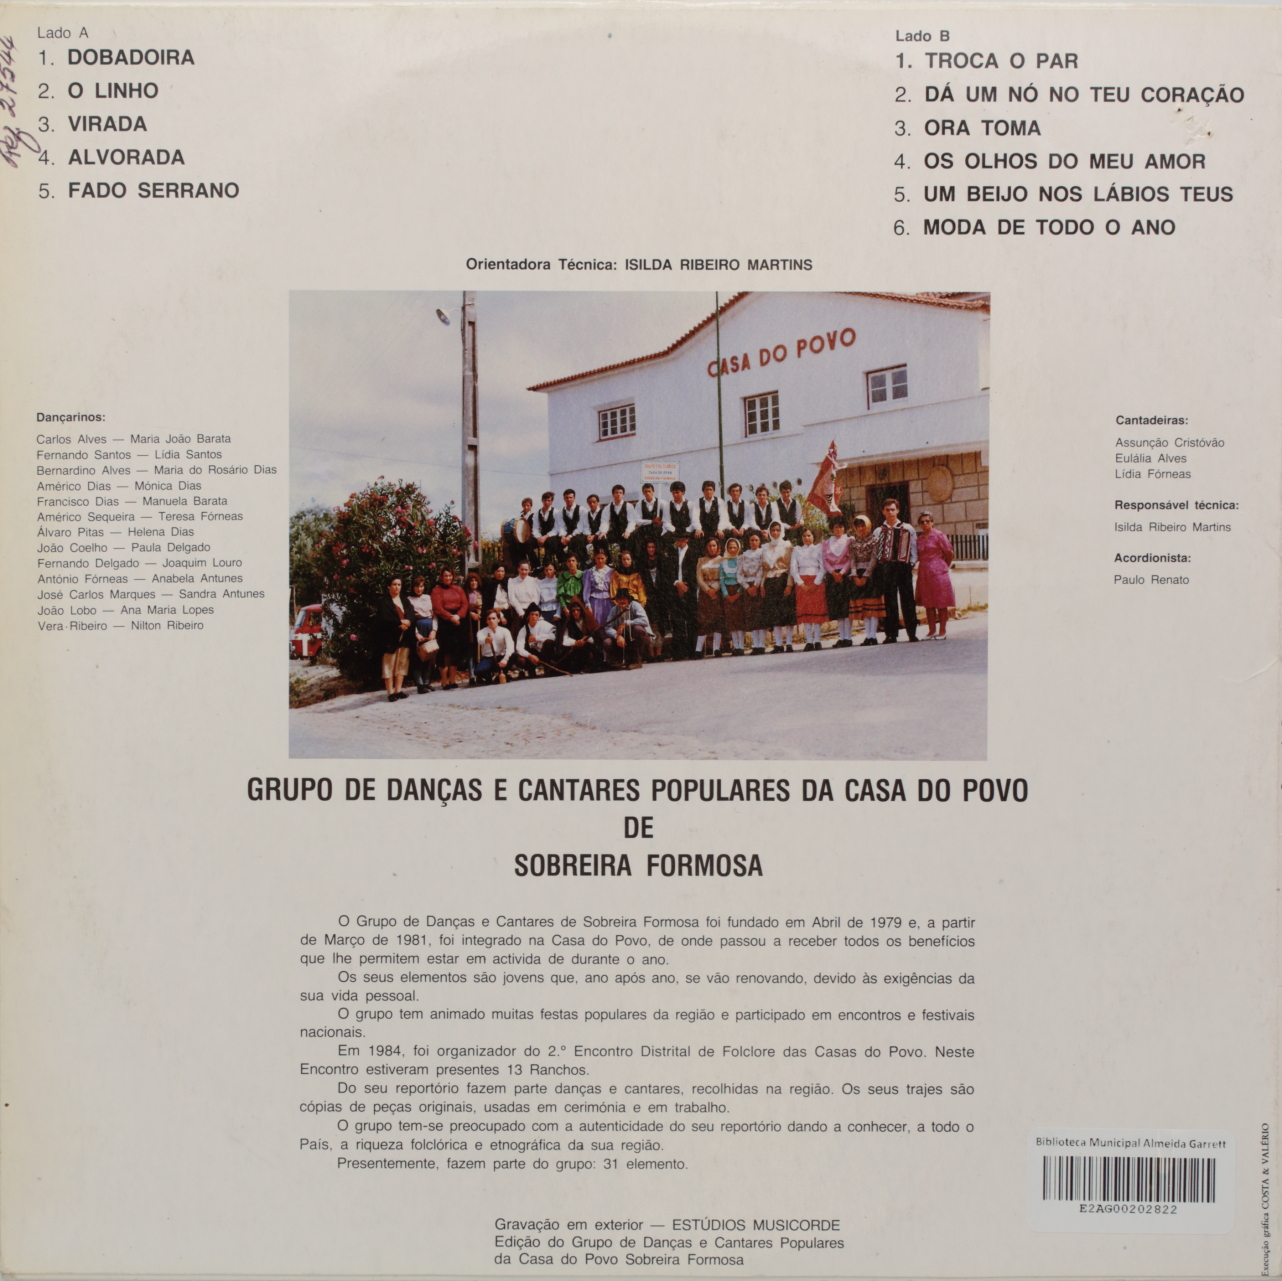 Lado A
1. DOBADOIRA
2. O LINHO
3. VIRADA
4. ALVORADA
5. FADO SERRANO
Reg 27544
Lado B
1. TROCA O PAR
2. DÁ UM NÓ NO TEU CORAÇÃO
3. ORA TOMA
4. OS OLHOS DO MEU AMOR
5. UM BEIJO NOS LÁBIOS TEUS
6. MODA DE TODO O ANO
Orientadora Técnica: ISILDA RIBEIRO MARTINS
CASA DO POVO
Dançarinos:
Carlos Alves — Maria João Barata
Fernando Santos — Lídia Santos
Bernardino Alves — Maria do Rosário Dias
Américo Dias — Mónica Dias
Francisco Dias — Manuela Barata
Américo Sequeira — Teresa Fórneas
Álvaro Pitas — Helena Dias
João Coelho — Paula Delgado
Fernando Delgado — Joaquim Louro
António Fórneas — Anabela Antunes
José Carlos Marques — Sandra Antunes
João Lobo — Ana Maria Lopes
Vera Ribeiro — Nilton Ribeiro
Cantadeiras:
Assunção Cristóvão
Eulália Alves
Lídia Fórneas
Responsável técnica:
Isilda Ribeiro Martins
Acordionista:
Paulo Renato
GRUPO DE DANÇAS E CANTARES POPULARES DA CASA DO POVO
DE
SOBREIRA FORMOSA
O Grupo de Danças e Cantares de Sobreira Formosa foi fundado em Abril de 1979 e, a partir
de Março de 1981, foi integrado na Casa do Povo, de onde passou a receber todos os benefícios
que lhe permitem estar em activida de durante o ano.
Os seus elementos são jovens que, ano após ano, se vão renovando, devido às exigências da
sua vida pessoal.
O grupo tem animado muitas festas populares da região e participado em encontros e festivais
nacionais.
Em 1984, foi organizador do 2.º Encontro Distrital de Folclore das Casas do Povo. Neste
Encontro estiveram presentes 13 Ranchos.
Do seu reportório fazem parte danças e cantares, recolhidas na região. Os seus trajes são
cópias de peças originais, usadas em cerimónia e em trabalho.
O grupo tem-se preocupado com a autenticidade do seu reportório dando a conhecer, a todo o
País, a riqueza folclórica e etnográfica da sua região.
Presentemente, fazem parte do grupo: 31 elemento.
Gravação em exterior — ESTÚDIOS MUSICORDE
Edição do Grupo de Danças e Cantares Populares
da Casa do Povo Sobreira Formosa
Biblioteca Municipal Almeida Garrett
E2AG00202822
Execução gráfica COSTA & VALÉRIO